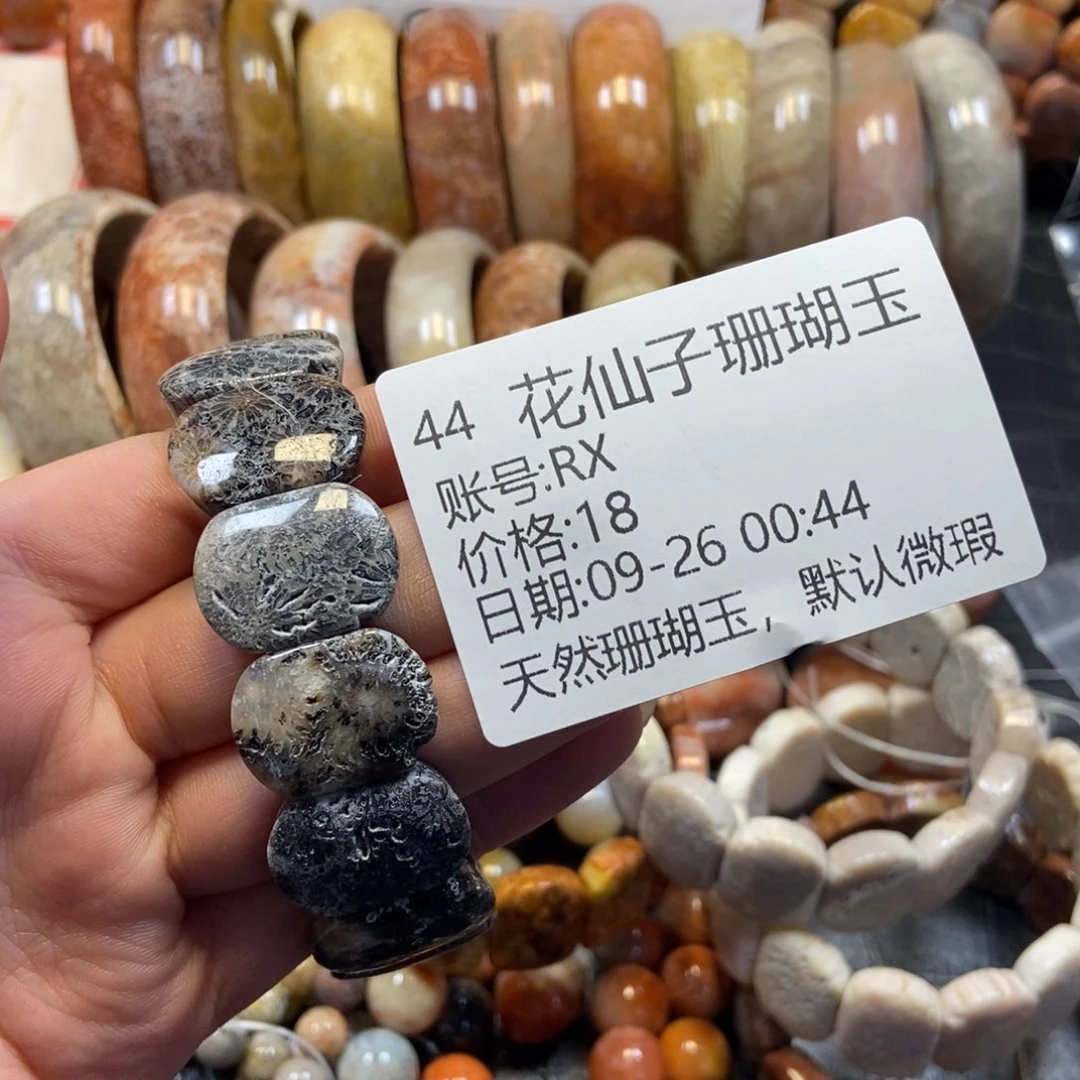 44 花仙子珊瑚玉
账号:RX
价格:18
日期:09-26 00:44
天然珊瑚玉，默认微瑕